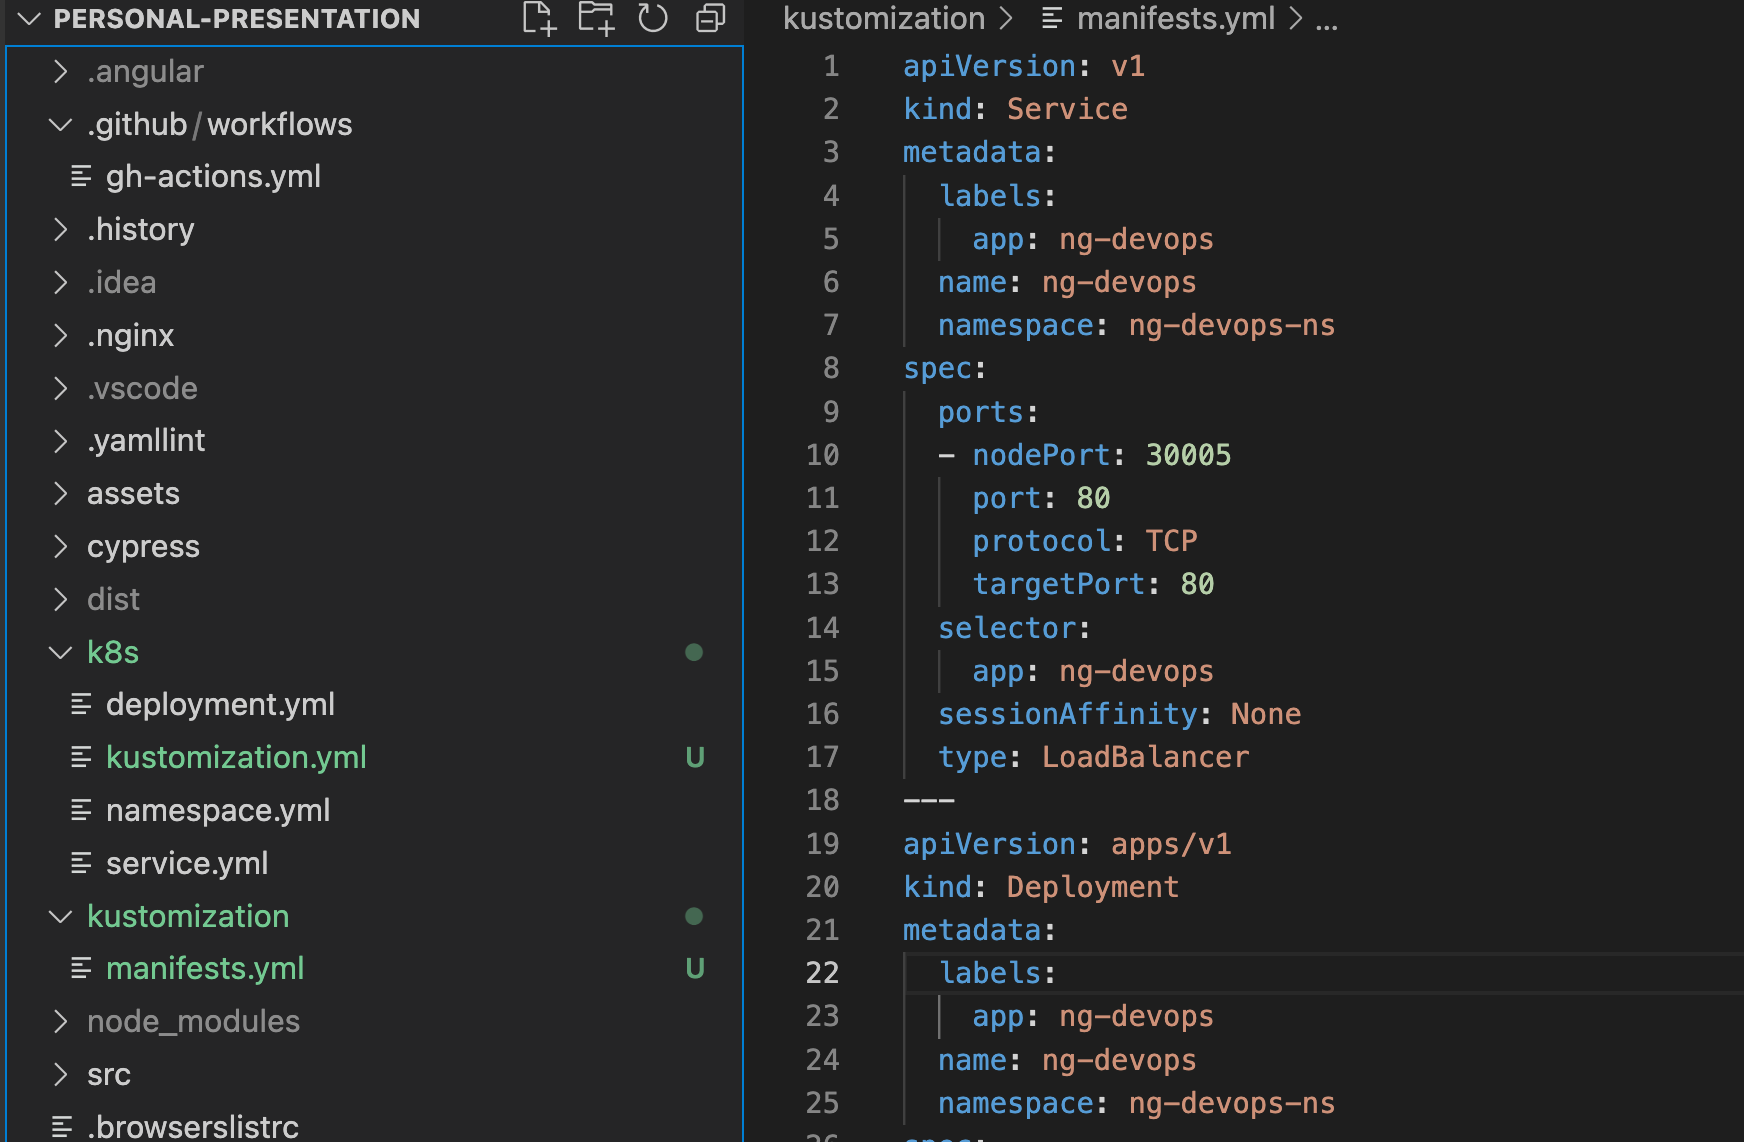 PERSONAL-PRESENTATION
.angular
.github/workflows
gh-actions.yml
.history
.idea
.nginx
.vscode
.yamllint
assets
cypress
dist
k8s
deployment.yml
kustomization.yml U
namespace.yml
service.yml
kustomization
manifests.yml U
node_modules
src
.browserslistrc
kustomization > manifests.yml > ...
1 apiVersion: v1
2 kind: Service
3 metadata:
4   labels:
5     app: ng-devops
6   name: ng-devops
7   namespace: ng-devops-ns
8 spec:
9   ports:
10   - nodePort: 30005
11     port: 80
12     protocol: TCP
13     targetPort: 80
14   selector:
15     app: ng-devops
16   sessionAffinity: None
17   type: LoadBalancer
18 ---
19 apiVersion: apps/v1
20 kind: Deployment
21 metadata:
22   labels:
23     app: ng-devops
24   name: ng-devops
25   namespace: ng-devops-ns
26 spec: